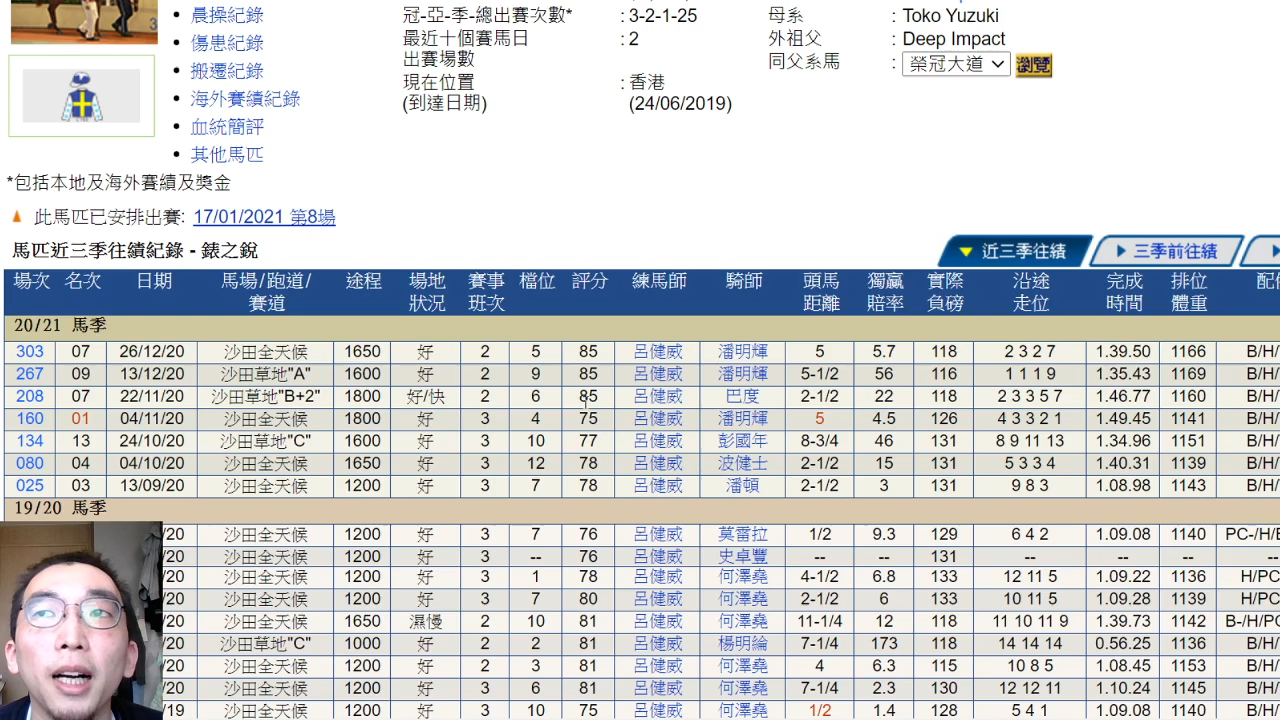 晨操紀錄
傷患紀錄
搬遷紀錄
海外賽績紀錄
血統簡評
其他馬匹
冠-亞-季-總出賽次數* : 3-2-1-25
最近十個賽馬日
出賽場數 : 2
現在位置
(到達日期) : 香港
(24/06/2019)
母系 : Toko Yuzuki
外祖父 : Deep Impact
同父系馬 : 榮冠大道 瀏覽
*包括本地及海外賽績及獎金
此馬匹已安排出賽: 17/01/2021 第8場
馬匹近三季往績紀錄 - 錶之銳
近三季往績 三季前往績
場次 名次 日期 馬場/跑道/賽道 途程 場地狀況 賽事班次 檔位 評分 練馬師 騎師 頭馬距離 獨贏賠率 實際負磅 沿途走位 完成時間 排位體重
20/21 馬季
303 07 26/12/20 沙田全天候 1650 好 2 5 85 呂健威 潘明輝 5 5.7 118 2 3 2 7 1.39.50 1166 B/H/
267 09 13/12/20 沙田草地"A" 1600 好 2 9 85 呂健威 潘明輝 5-1/2 56 116 1 1 1 9 1.35.43 1169 B/H/
208 07 22/11/20 沙田草地"B+2" 1800 好/快 2 6 85 呂健威 巴度 2-1/2 22 118 2 3 3 5 7 1.46.77 1160 B/H/
160 01 04/11/20 沙田全天候 1800 好 3 4 75 呂健威 潘明輝 5 4.5 126 4 3 3 2 1 1.49.45 1141 B/H/
134 13 24/10/20 沙田草地"C" 1600 好 3 10 77 呂健威 彭國年 8-3/4 46 131 8 9 11 13 1.34.96 1151 B/H/
080 04 04/10/20 沙田全天候 1650 好 3 12 78 呂健威 波健士 2-1/2 15 131 5 3 3 4 1.40.31 1139 B/H/
025 03 13/09/20 沙田全天候 1200 好 3 7 78 呂健威 潘頓 2-1/2 3 131 9 8 3 1.08.98 1143 B/H/
19/20 馬季
/20 沙田全天候 1200 好 3 7 76 呂健威 莫雷拉 1/2 9.3 129 6 4 2 1.09.08 1140 PC-/H/
/20 沙田全天候 1200 好 3 -- 76 呂健威 史卓豐 -- -- 131 -- -- --
/20 沙田全天候 1200 好 3 1 78 呂健威 何澤堯 4-1/2 6.8 133 12 11 5 1.09.22 1136 H/PC
/20 沙田全天候 1200 好 3 7 80 呂健威 何澤堯 2-1/2 6 133 10 11 5 1.09.28 1139 H/PC
/20 沙田全天候 1650 濕慢 2 10 81 呂健威 何澤堯 11-1/4 12 118 11 10 11 9 1.39.73 1142 B-/H/PC
/20 沙田草地"C" 1000 好 2 2 81 呂健威 楊明綸 7-1/4 173 118 14 14 14 0.56.25 1136 B/H/
/20 沙田全天候 1200 好 2 3 81 呂健威 何澤堯 4 6.3 115 10 8 5 1.08.45 1153 B/H/
/20 沙田全天候 1200 好 3 6 81 呂健威 何澤堯 7-1/4 2.3 130 12 12 11 1.10.24 1145 B/H/
/19 沙田全天候 1200 好 3 10 75 呂健威 何澤堯 1/2 1.4 128 5 4 1 1.09.08 1140 B/H/